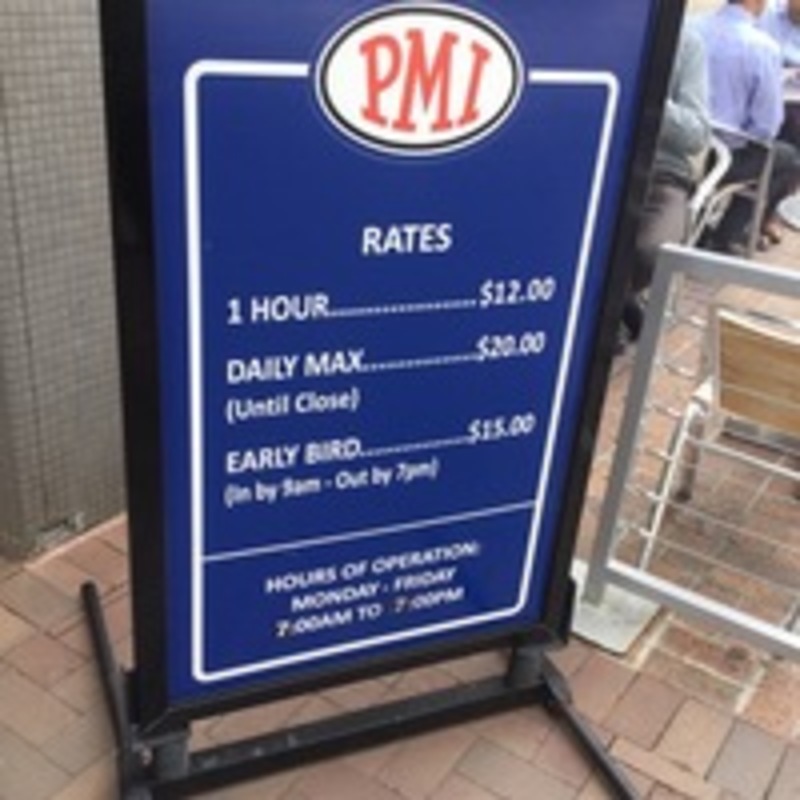 PMI
RATES
1 HOUR....................$12.00
DAILY MAX................$20.00
(Until Close)
EARLY BIRD...............$15.00
(In by 9am - Out by 7pm)
HOURS OF OPERATION:
MONDAY - FRIDAY
7:00AM TO 7:00PM